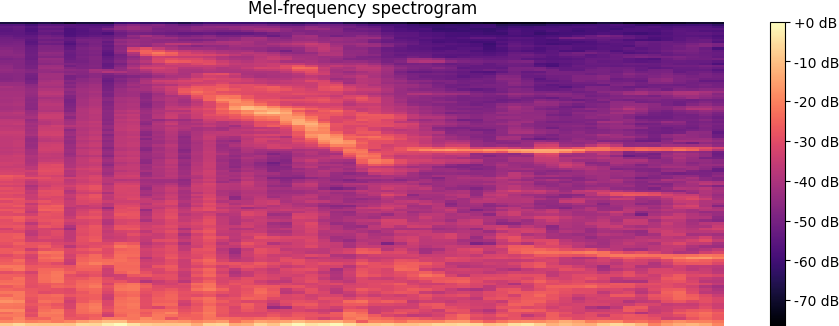 Mel-frequency spectrogram
+0 dB
-10 dB
-20 dB
-30 dB
-40 dB
-50 dB
-60 dB
-70 dB